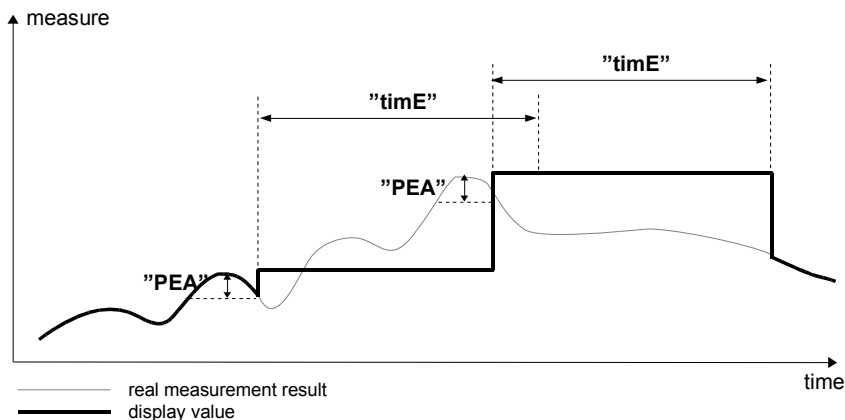 measure
”timE”
”timE”
”PEA”
”PEA”
time
real measurement result
display value